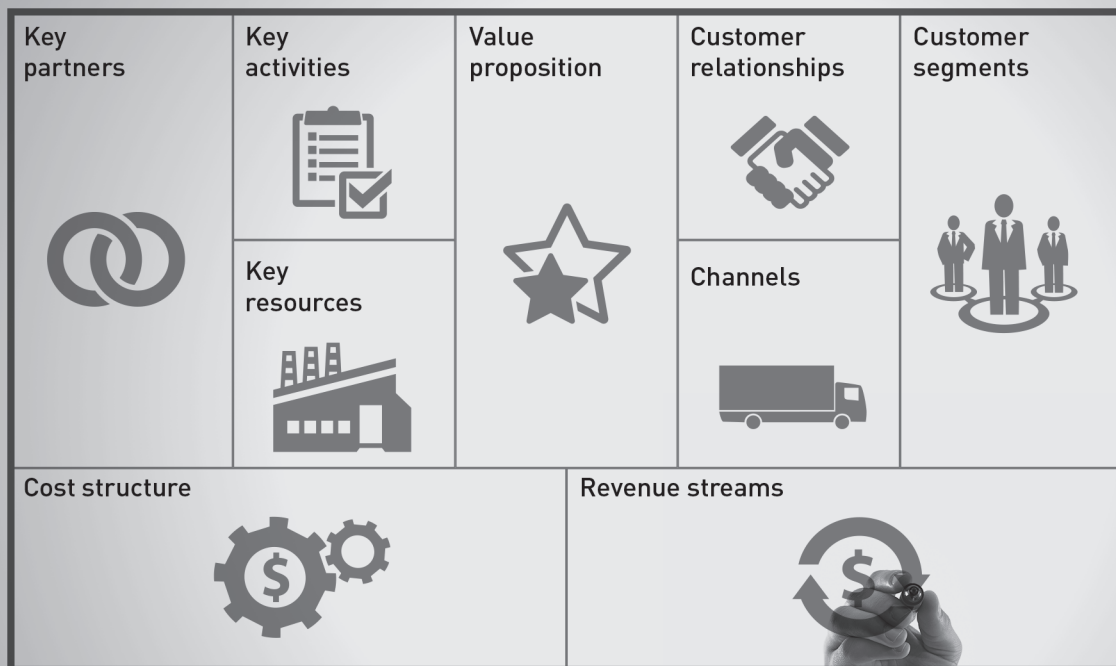 Key
partners
Key
activities
Key
resources
Value
proposition
Customer
relationships
Channels
Customer
segments
Cost structure
$
Revenue streams
$